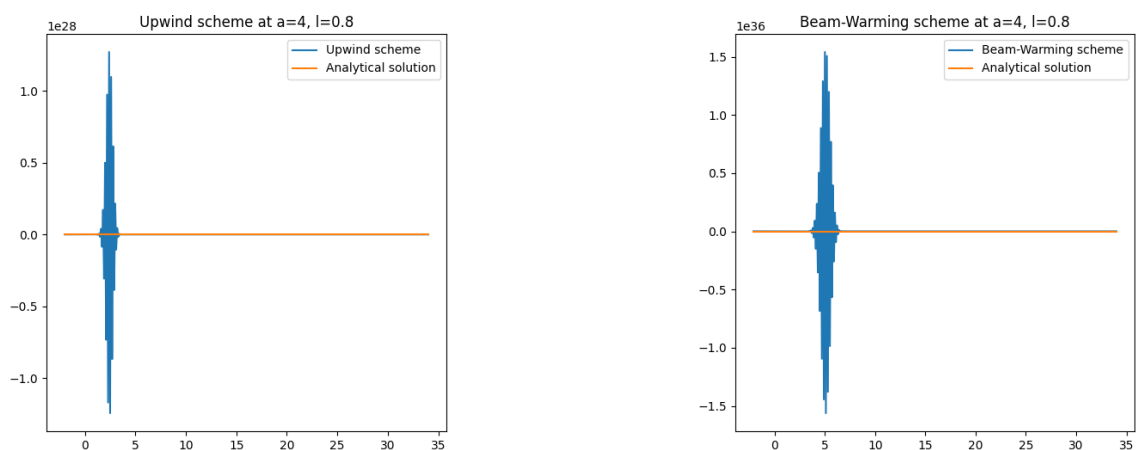 Upwind scheme at a=4, l=0.8
1e28
Upwind scheme
Analytical solution
1.0
0.5
0.0
−0.5
−1.0
0 5 10 15 20 25 30 35
Beam-Warming scheme at a=4, l=0.8
1e36
Beam-Warming scheme
Analytical solution
1.5
1.0
0.5
0.0
−0.5
−1.0
−1.5
0 5 10 15 20 25 30 35